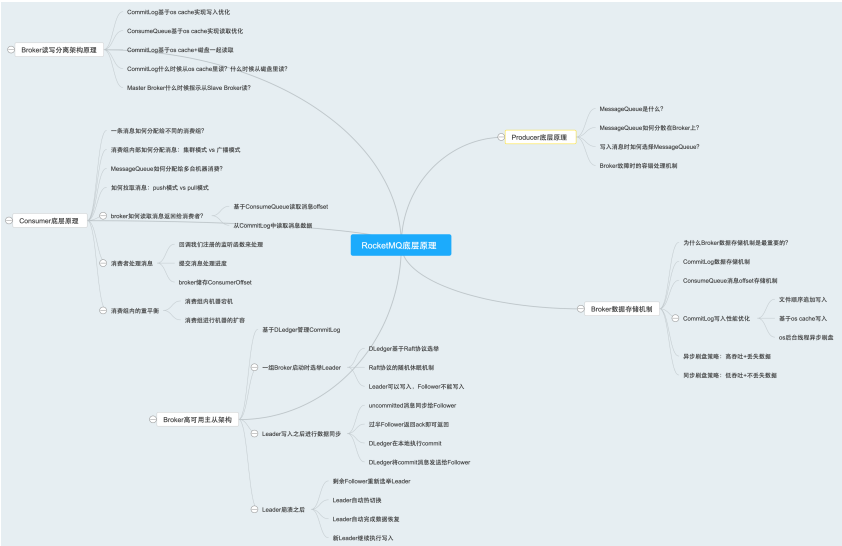 RocketMQ底层原理
Broker读写分离架构原理
CommitLog基于os cache实现写入优化
ConsumeQueue基于os cache实现读取优化
CommitLog基于os cache+磁盘一起读取
CommitLog什么时候从os cache里读？什么时候从磁盘里读？
Master Broker什么时候指示从Slave Broker读？
Consumer底层原理
一条消息如何分配给不同的消费组？
消费组内部如何分配消息：集群模式 vs 广播模式
MessageQueue如何分配给多台机器消费？
如何拉取消息：push模式 vs pull模式
broker如何读取消息返回给消费者？
基于ConsumeQueue读取消息offset
从CommitLog中读取消息数据
消费者处理消息
回调我们注册的监听函数来处理
提交消息处理进度
broker储存ConsumerOffset
消费组内的重平衡
消费组内机器宕机
消费组进行机器的扩容
Broker高可用主从架构
基于DLedger管理CommitLog
一组Broker启动时选举Leader
DLedger基于Raft协议选举
Raft协议的随机休眠机制
Leader可以写入、Follower不能写入
Leader写入之后进行数据同步
uncommitted消息同步给Follower
过半Follower返回ack即可返回
DLedger在本地执行commit
DLedger将commit消息发送给Follower
Leader崩溃之后
剩余Follower重新选举Leader
Leader自动热切换
Leader自动完成数据恢复
新Leader继续执行写入
Producer底层原理
MessageQueue是什么？
MessageQueue如何分散在Broker上？
写入消息时如何选择MessageQueue？
Broker故障时的容错处理机制
Broker数据存储机制
为什么Broker数据存储机制是最重要的？
CommitLog数据存储机制
ConsumeQueue消息offset存储机制
CommitLog写入性能优化
文件顺序追加写入
基于os cache写入
os后台线程异步刷盘
异步刷盘策略：高吞吐+丢失数据
同步刷盘策略：低吞吐+不丢失数据